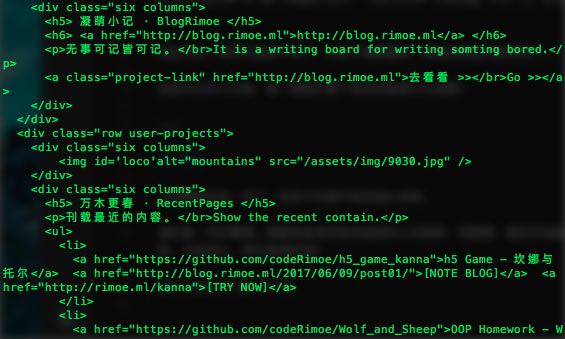 <div class="six columns">
<h5> 凝萌小记 · BlogRimoe </h5>
<h6> <a href="http://blog.rimoe.ml">http://blog.rimoe.ml</a> </h6>
<p>无事可记皆可记。</br>It is a writing board for writing somting bored.</
p>
<a class="project-link" href="http://blog.rimoe.ml">去看看 >></br>Go >></a
>
</div>
</div>
<div class="row user-projects">
<div class="six columns">
<img id='loco'alt="mountains" src="/assets/img/9030.jpg" />
</div>
<div class="six columns">
<h5> 万木更春 · RecentPages </h5>
<p>刊载最近的内容。</br>Show the recent contain.</p>
<ul>
<li>
<a href="https://github.com/codeRimoe/h5_game_kanna">h5 Game – 坎娜与
托尔</a> <a href="http://blog.rimoe.ml/2017/06/09/post01/">[NOTE BLOG]</a> <a
href="http://rimoe.ml/kanna">[TRY NOW]</a>
</li>
<li>
<a href="https://github.com/codeRimoe/Wolf_and_Sheep">OOP Homework – W